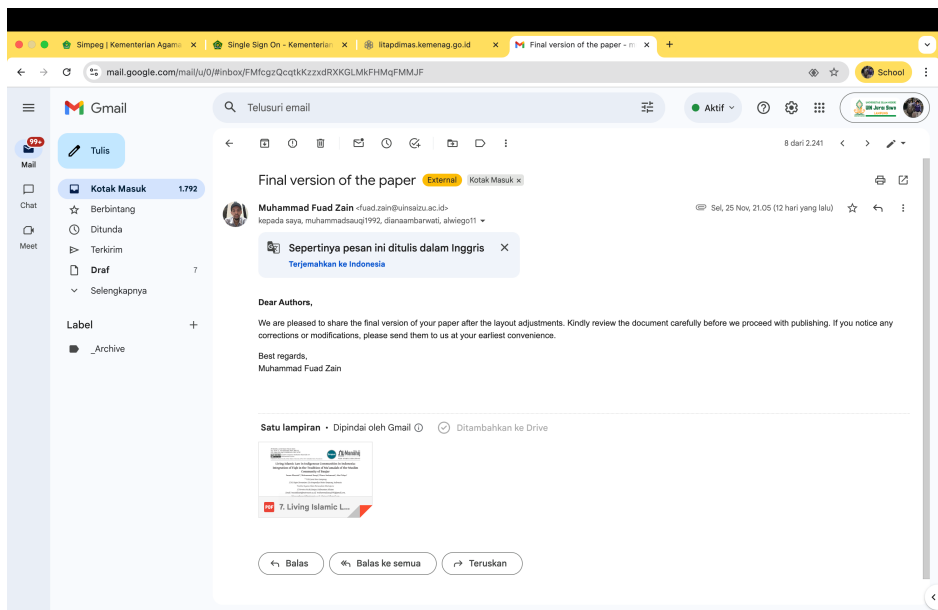 Simpeg | Kementerian Agama
Single Sign On - Kementerian
litapdimas.kemenag.go.id
Final version of the paper - m
mail.google.com/mail/u/0/#inbox/FMfcgzQcqtkKzzxdRXKGLMkFHMqFMMJF
School
Gmail
Telusuri email
Aktif
UIN Jurai Siwo
99+
Mail
Chat
Meet
Tulis
Kotak Masuk 1.792
Berbintang
Ditunda
Terkirim
Draf 7
Selengkapnya
Label
_Archive
8 dari 2.241
Final version of the paper External Kotak Masuk ×
Muhammad Fuad Zain <fuad.zain@uinsaizu.ac.id>
Sel, 25 Nov, 21.05 (12 hari yang lalu)
kepada saya, muhammadsauqi1992, dianaambarwati, alwiego11
Sepertinya pesan ini ditulis dalam Inggris
Terjemahkan ke Indonesia
Dear Authors,
We are pleased to share the final version of your paper after the layout adjustments. Kindly review the document carefully before we proceed with publishing. If you notice any
corrections or modifications, please send them to us at your earliest convenience.
Best regards,
Muhammad Fuad Zain
Satu lampiran • Dipindai oleh Gmail
Ditambahkan ke Drive
Al-Manahij
PDF
7. Living Islamic L...
Balas
Balas ke semua
Teruskan